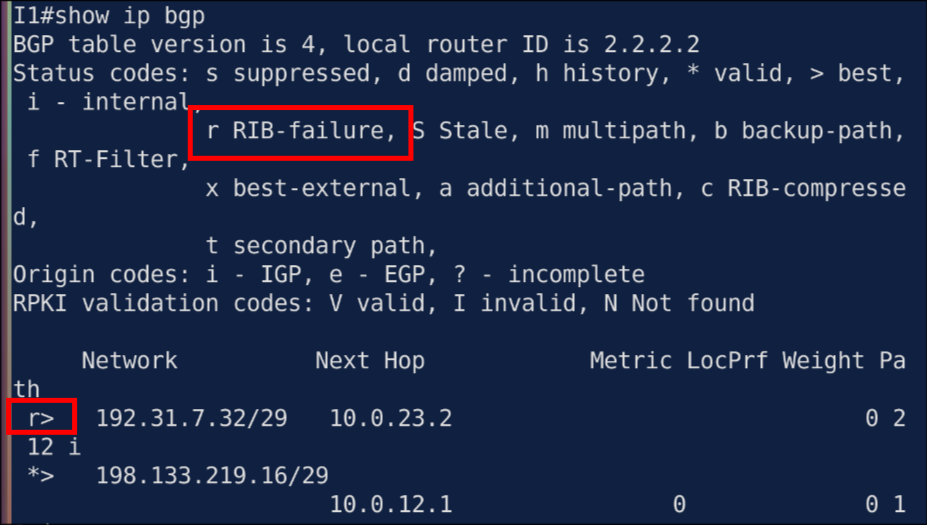 I1#show ip bgp
BGP table version is 4, local router ID is 2.2.2.2
Status codes: s suppressed, d damped, h history, * valid, > best,
 i - internal,
              r RIB-failure, S Stale, m multipath, b backup-path,
 f RT-Filter,
              x best-external, a additional-path, c RIB-compresse
d,
              t secondary path,
Origin codes: i - IGP, e - EGP, ? - incomplete
RPKI validation codes: V valid, I invalid, N Not found
     Network          Next Hop            Metric LocPrf Weight Pa
th
 r>   192.31.7.32/29   10.0.23.2                              0 2
 12 i
 *>   198.133.219.16/29
                       10.0.12.1                0             0 1